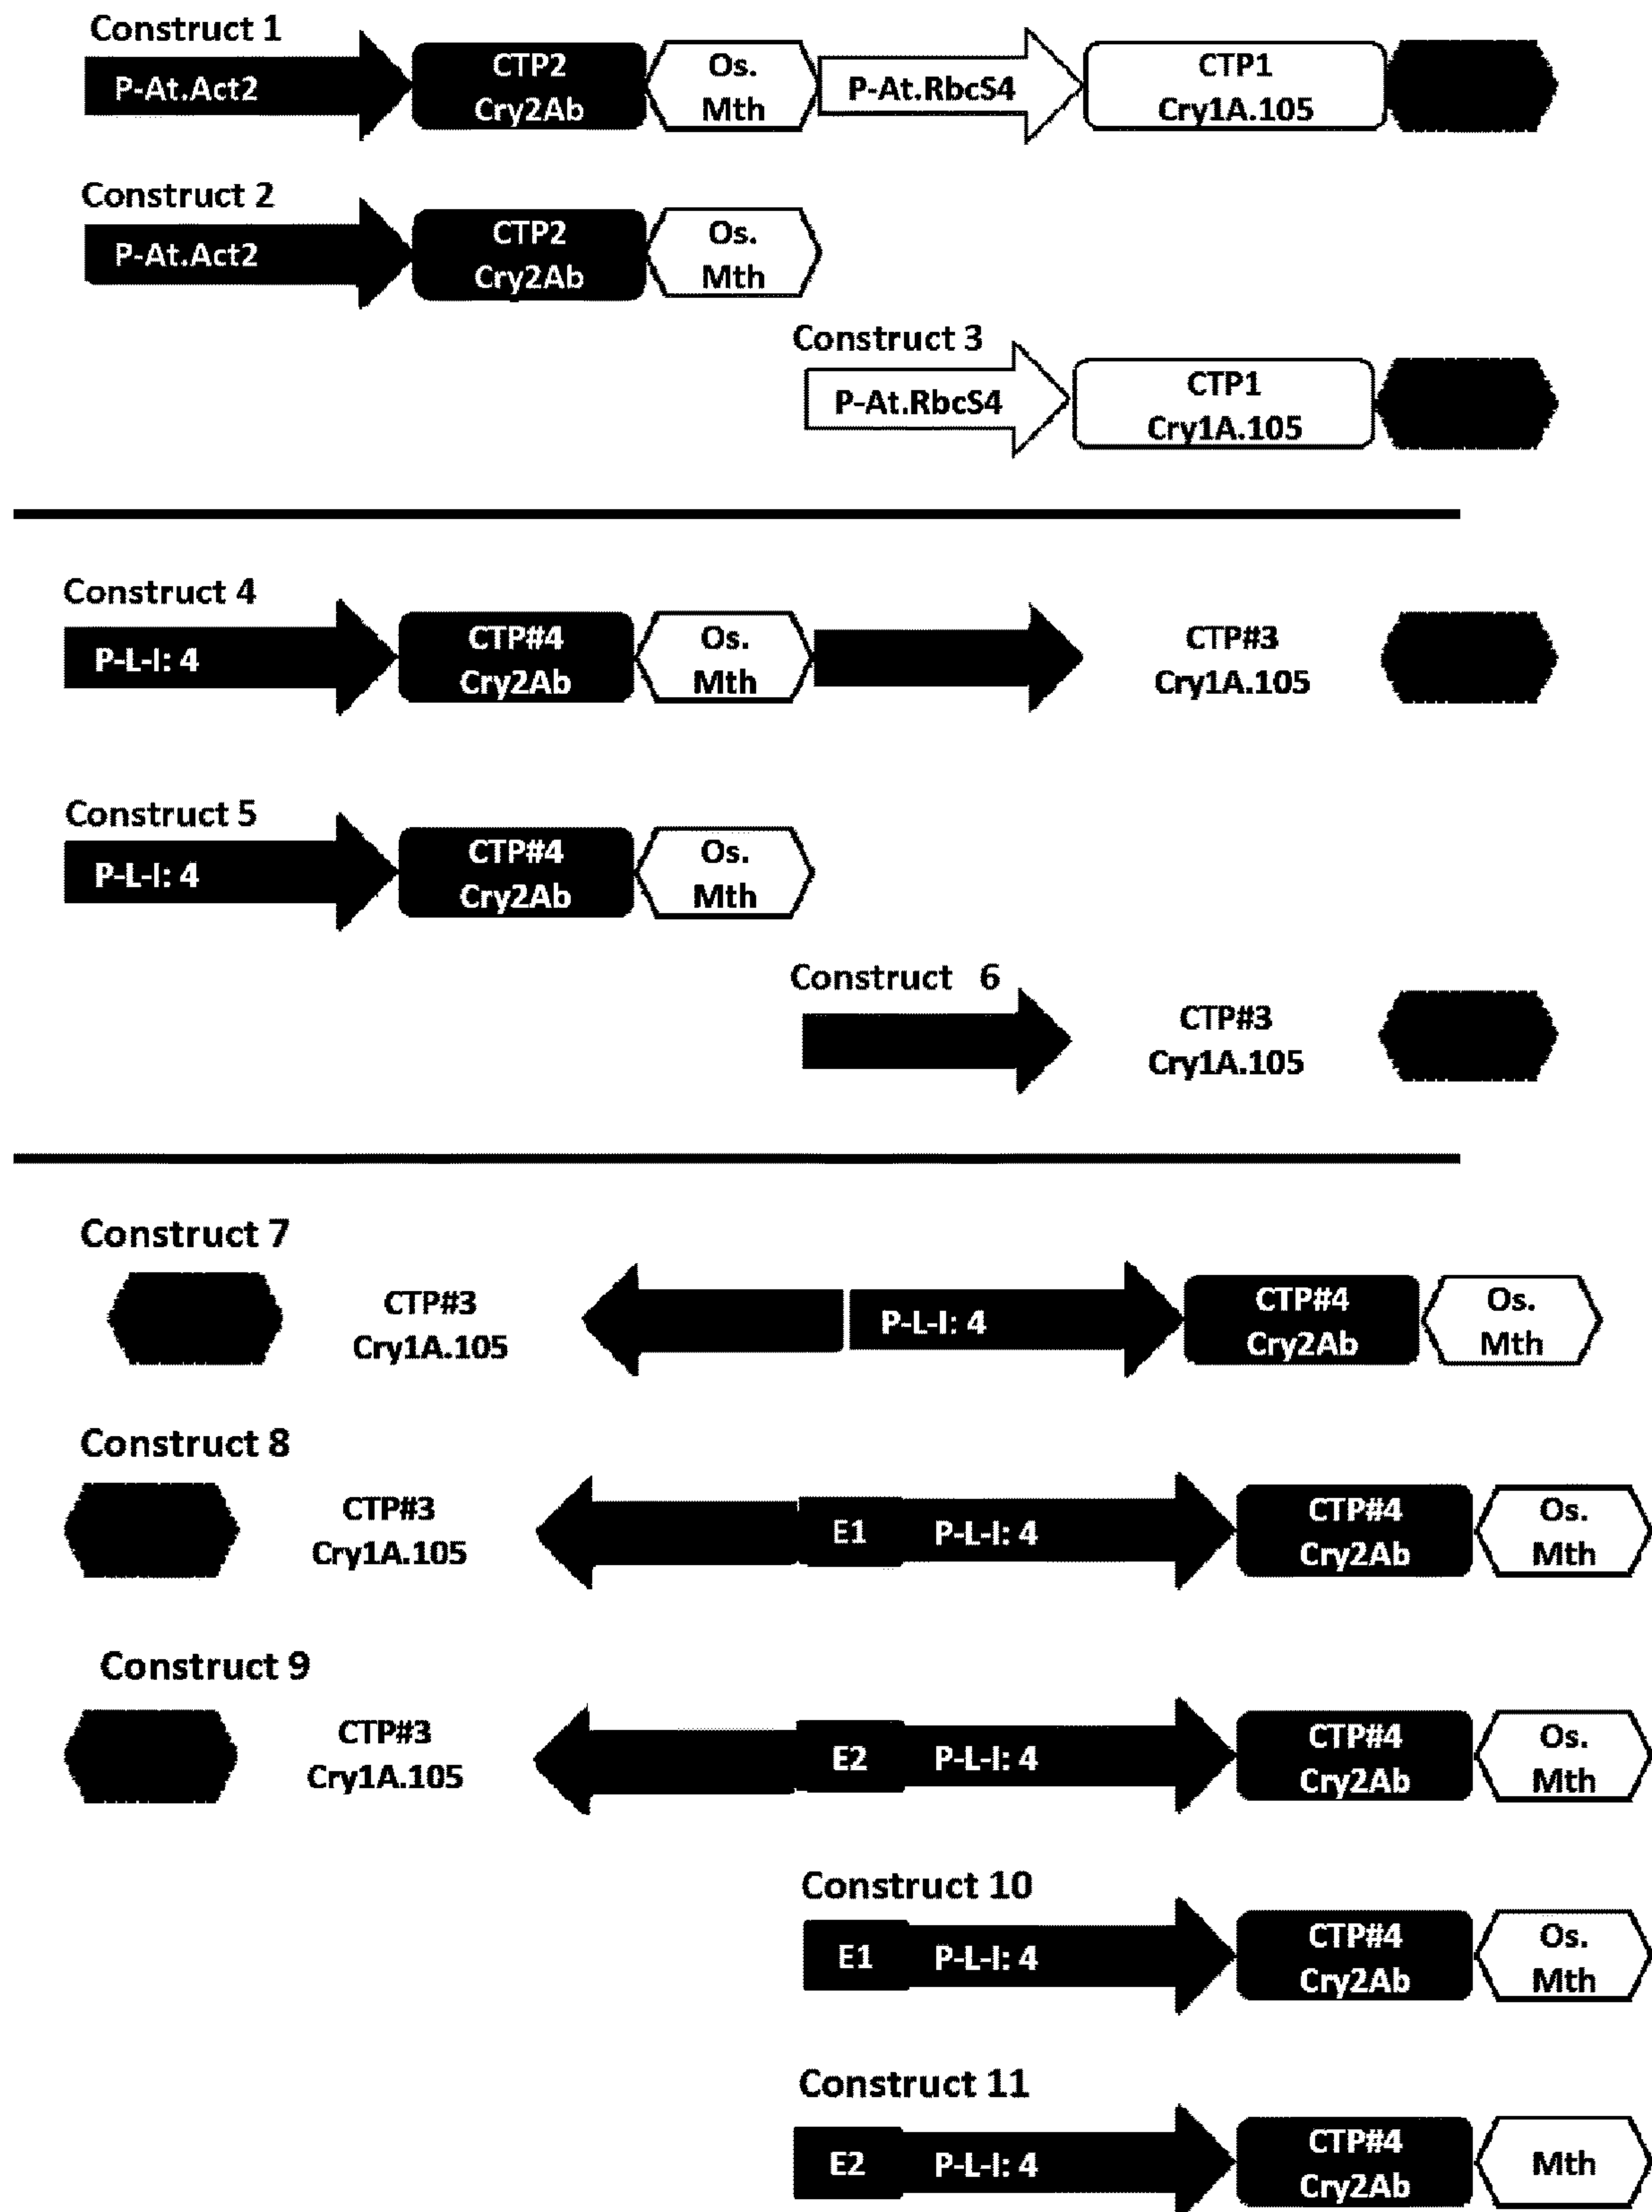 Construct 1
P-At.Act2
CTP2
Cry2Ab
Os.
Mth
P-At.RbcS4
CTP1
Cry1A.105
Construct 2
P-At.Act2
CTP2
Cry2Ab
Os.
Mth
Construct 3
P-At.RbcS4
CTP1
Cry1A.105
Construct 4
P-L-I: 4
CTP#4
Cry2Ab
Os.
Mth
CTP#3
Cry1A.105
Construct 5
P-L-I: 4
CTP#4
Cry2Ab
Os.
Mth
Construct 6
CTP#3
Cry1A.105
Construct 7
CTP#3
Cry1A.105
P-L-I: 4
CTP#4
Cry2Ab
Os.
Mth
Construct 8
CTP#3
Cry1A.105
E1
P-L-I: 4
CTP#4
Cry2Ab
Os.
Mth
Construct 9
CTP#3
Cry1A.105
E2
P-L-I: 4
CTP#4
Cry2Ab
Os.
Mth
Construct 10
E1
P-L-I: 4
CTP#4
Cry2Ab
Os.
Mth
Construct 11
E2
P-L-I: 4
CTP#4
Cry2Ab
Mth